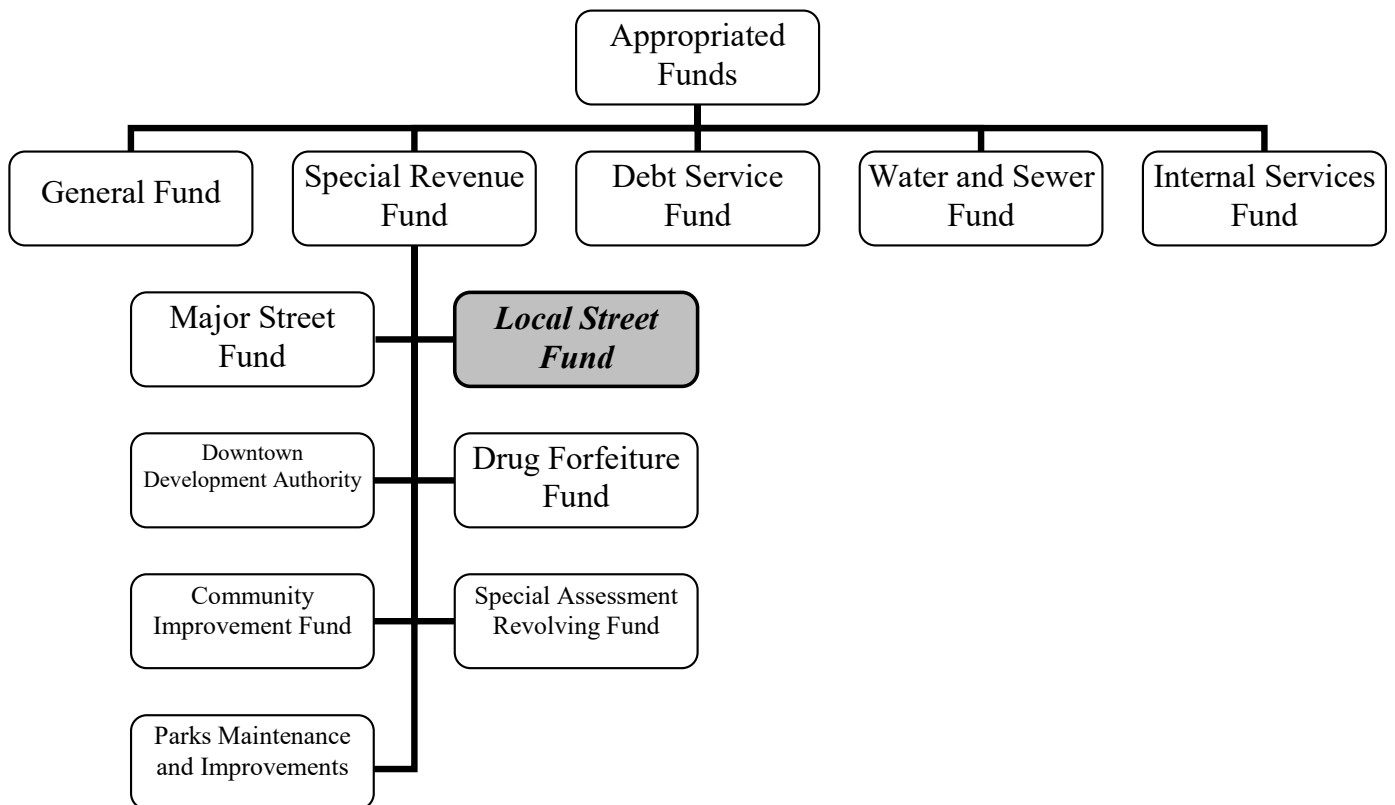 Appropriated
Funds
General Fund
Special Revenue
Fund
Debt Service
Fund
Water and Sewer
Fund
Internal Services
Fund
Major Street
Fund
Local Street
Fund
Downtown
Development Authority
Drug Forfeiture
Fund
Community
Improvement Fund
Special Assessment
Revolving Fund
Parks Maintenance
and Improvements